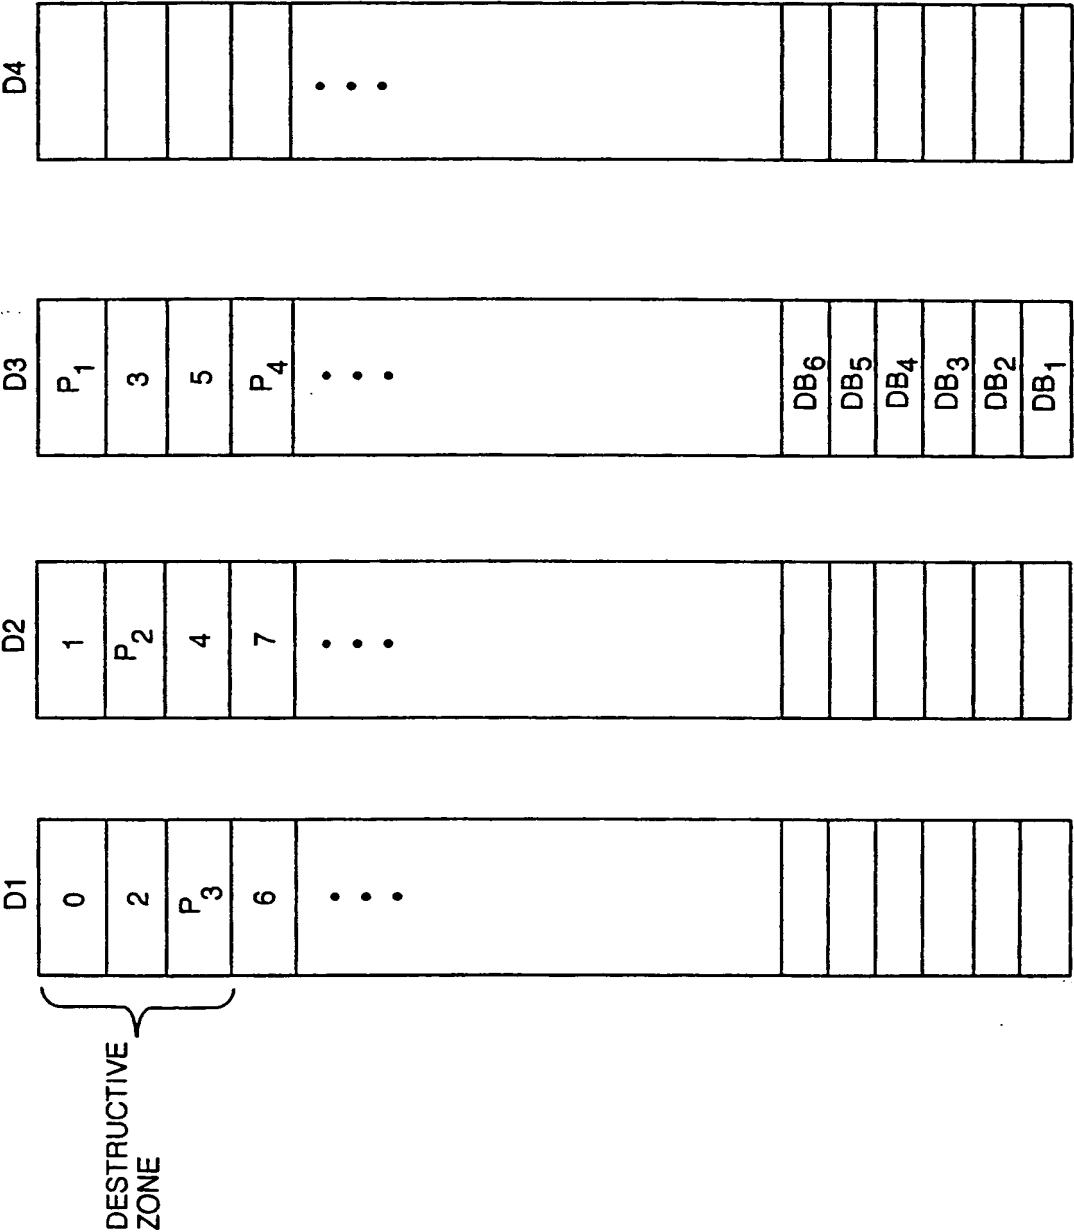 D1 D2 D3 D4
0 1 P1
DESTRUCTIVE
ZONE
2 P2 3
P3 4 5
6 7 P4
DB6
DB5
DB4
DB3
DB2
DB1